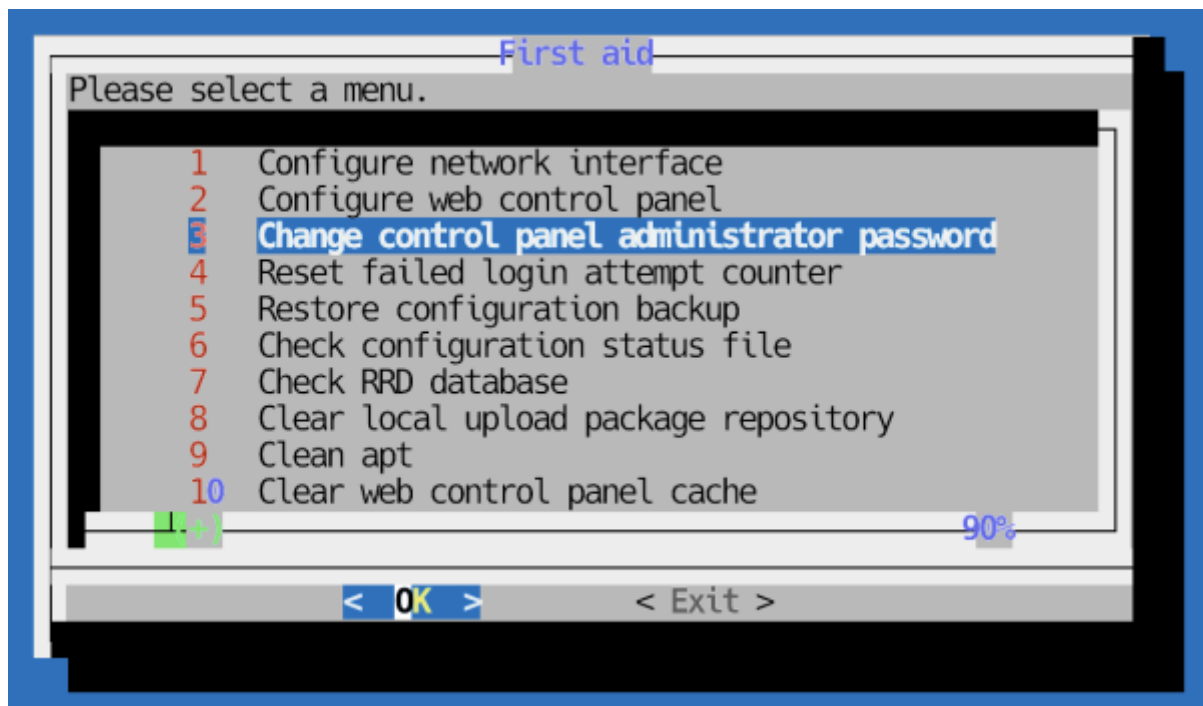 First aid
Please select a menu.
1 Configure network interface
2 Configure web control panel
3 Change control panel administrator password
4 Reset failed login attempt counter
5 Restore configuration backup
6 Check configuration status file
7 Check RRD database
8 Clear local upload package repository
9 Clean apt
10 Clear web control panel cache
(+) 90%
< OK > < Exit >